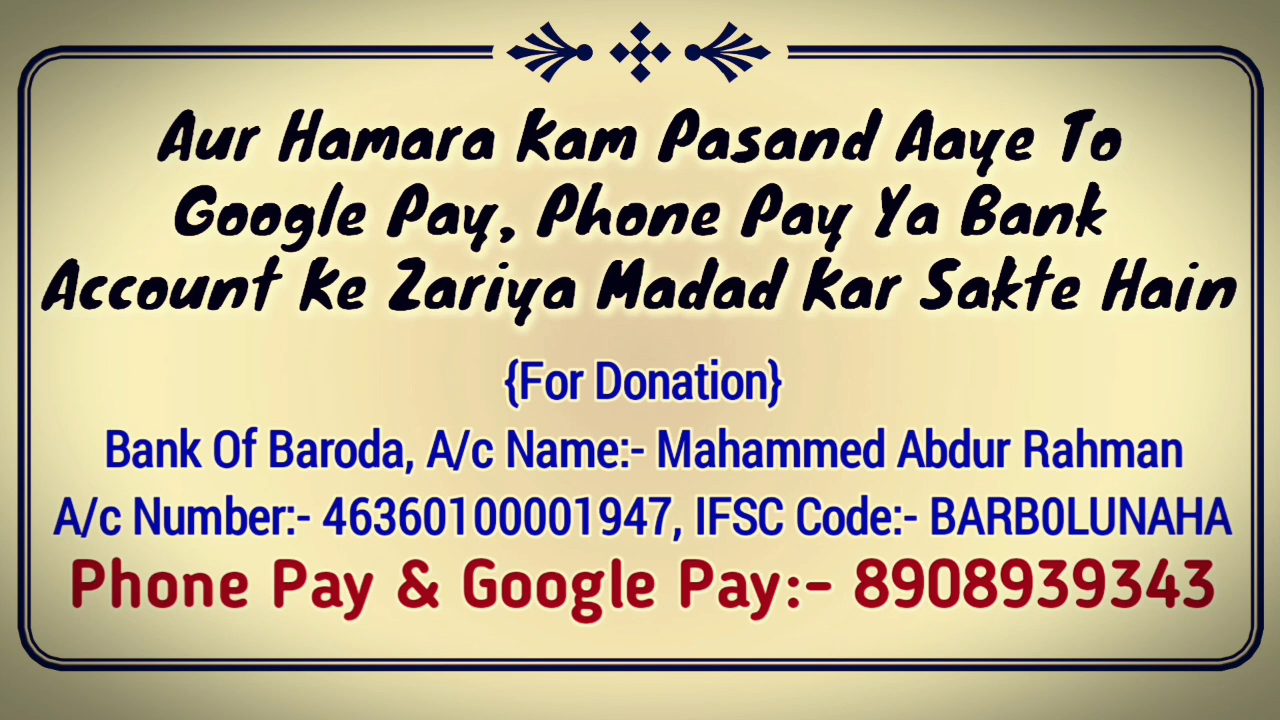 Aur Hamara Kam Pasand Aaye To
Google Pay, Phone Pay Ya Bank
Account Ke Zariya Madad Kar Sakte Hain
{For Donation}
Bank Of Baroda, A/c Name:- Mahammed Abdur Rahman
A/c Number:- 46360100001947, IFSC Code:- BARB0LUNAHA
Phone Pay & Google Pay:- 8908939343